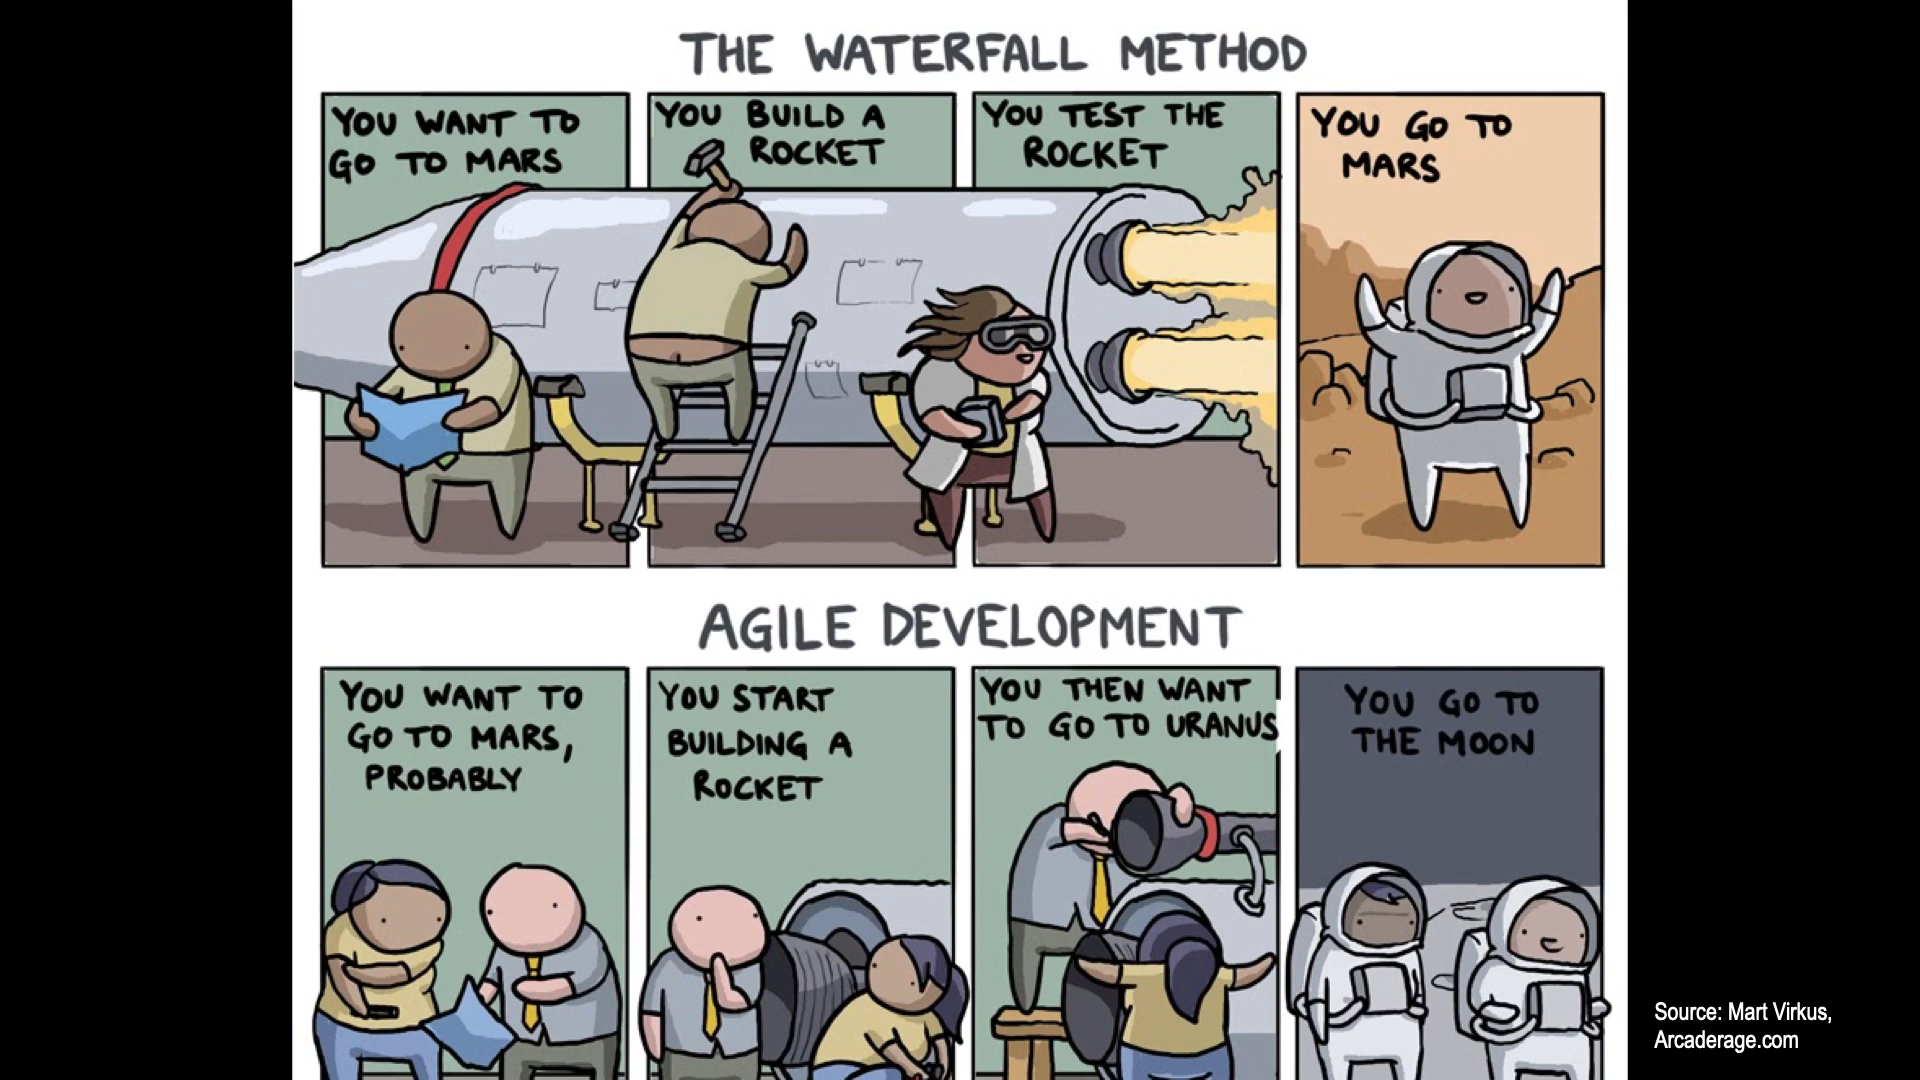 THE WATERFALL METHOD
YOU WANT TO
GO TO MARS
YOU BUILD A
ROCKET
YOU TEST THE
ROCKET
YOU GO TO
MARS
AGILE DEVELOPMENT
YOU WANT TO
GO TO MARS,
PROBABLY
YOU START
BUILDING A
ROCKET
YOU THEN WANT
TO GO TO URANUS
YOU GO TO
THE MOON
Source: Mart Virkus,
Arcaderage.com